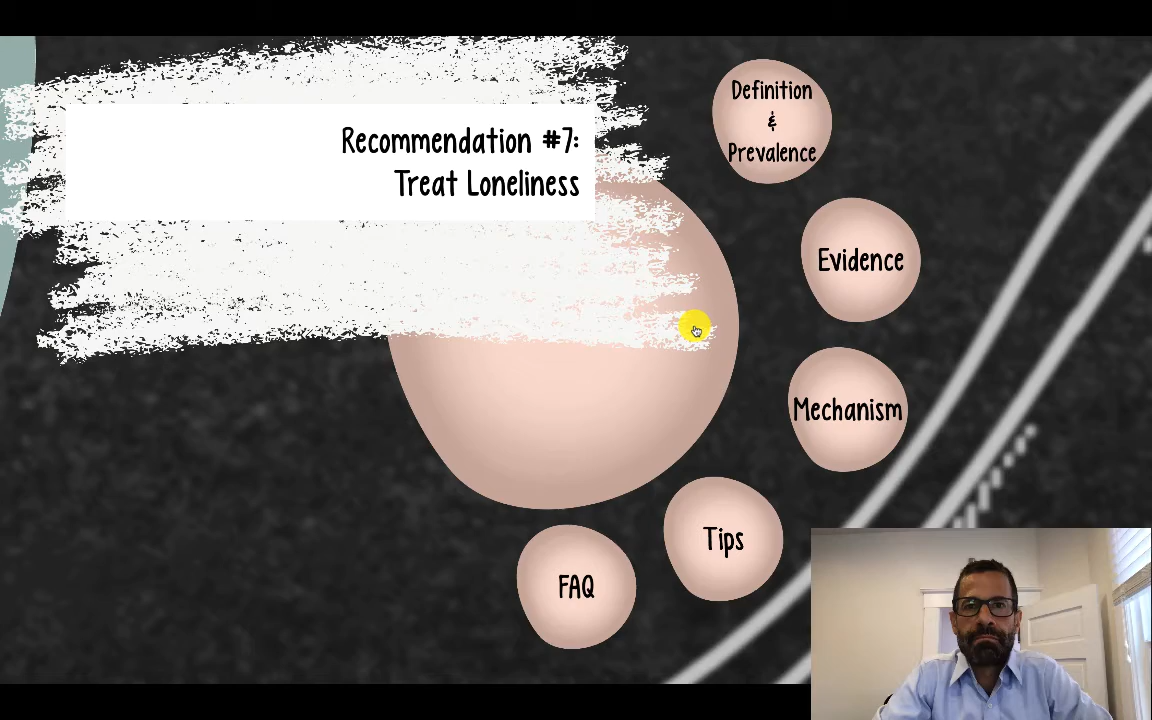 Recommendation #7:
Treat Loneliness
Definition
&
Prevalence
Evidence
Mechanism
Tips
FAQ